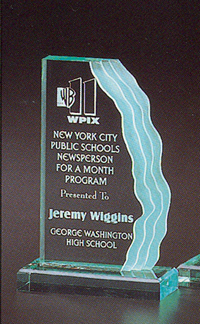 WB 11
WPIX
NEW YORK CITY
PUBLIC SCHOOLS
NEWSPERSON
FOR A MONTH
PROGRAM
Presented To
Jeremy Wiggins
GEORGE WASHINGTON
HIGH SCHOOL